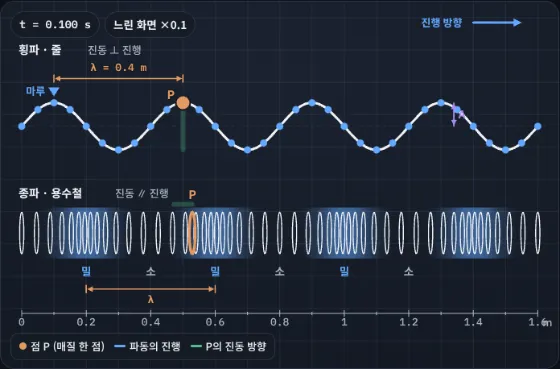 t = 0.100 s
느린 화면 ×0.1
진행 방향
횡파 · 줄
진동 ⊥ 진행
λ = 0.4 m
마루
P
종파 · 용수철
진동 ∥ 진행
P
밀 소 밀 소 밀 소
λ
0 0.2 0.4 0.6 0.8 1 1.2 1.4 1.6 m
점 P (매질 한 점) 파동의 진행 P의 진동 방향